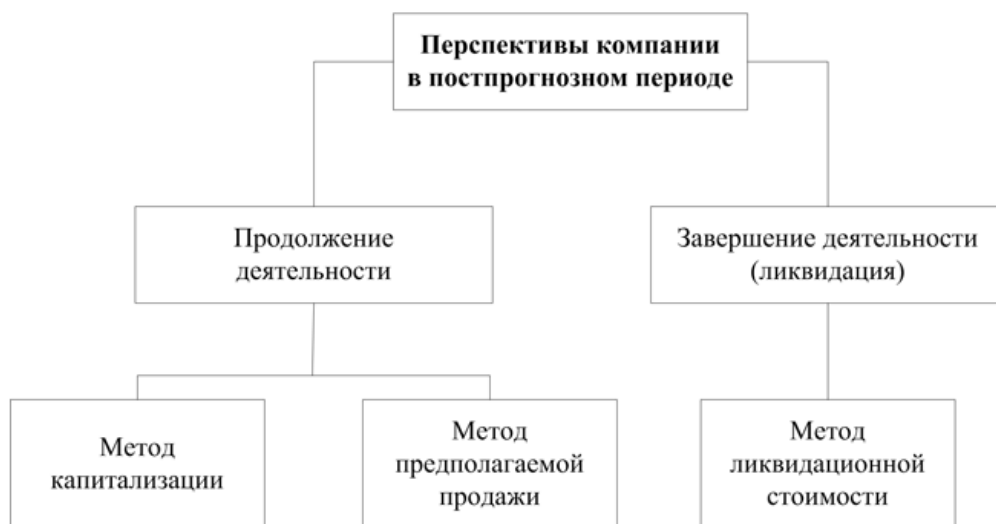 Перспективы компании
в постпрогнозном периоде
Продолжение
деятельности
Завершение деятельности
(ликвидация)
Метод
капитализации
Метод
предполагаемой
продажи
Метод
ликвидационной
стоимости